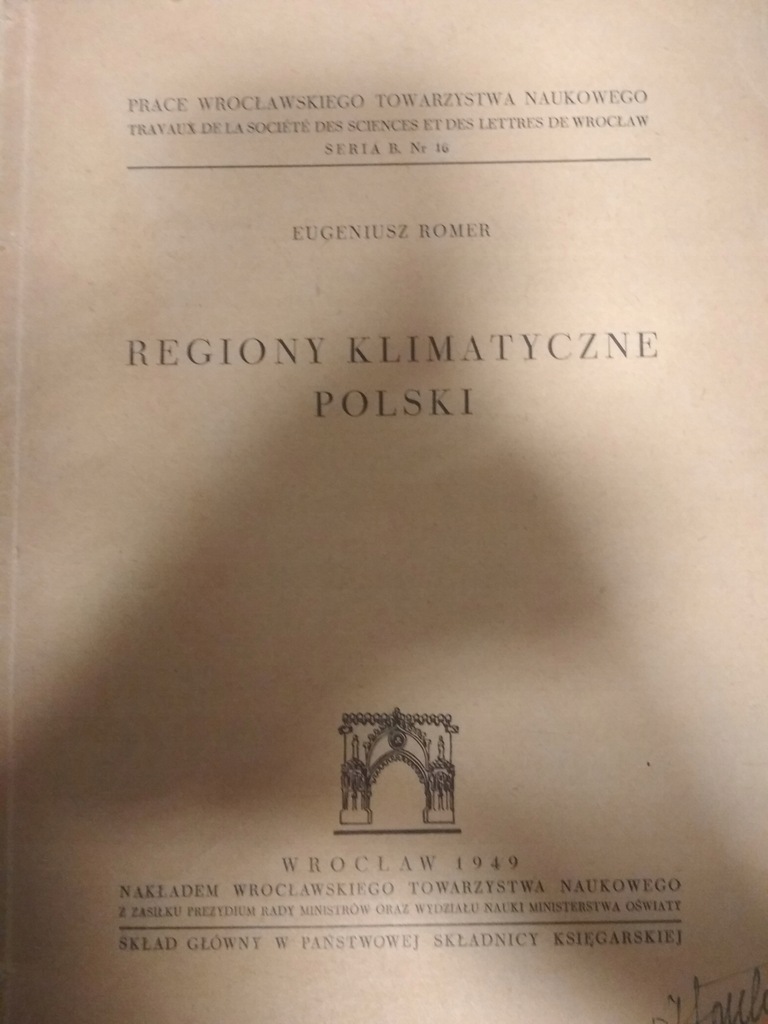 PRACE WROCŁAWSKIEGO TOWARZYSTWA NAUKOWEGO
TRAVAUX DE LA SOCIÉTÉ DES SCIENCES ET DES LETTRES DE WROCŁAW
SERIA B. Nr 16
EUGENIUSZ ROMER
REGIONY KLIMATYCZNE
POLSKI
WROCŁAW 1949
NAKŁADEM WROCŁAWSKIEGO TOWARZYSTWA NAUKOWEGO
Z ZASIŁKU PREZYDIUM RADY MINISTRÓW ORAZ WYDZIAŁU NAUKI MINISTERSTWA OŚWIATY
SKŁAD GŁÓWNY W PAŃSTWOWEJ SKŁADNICY KSIĘGARSKIEJ